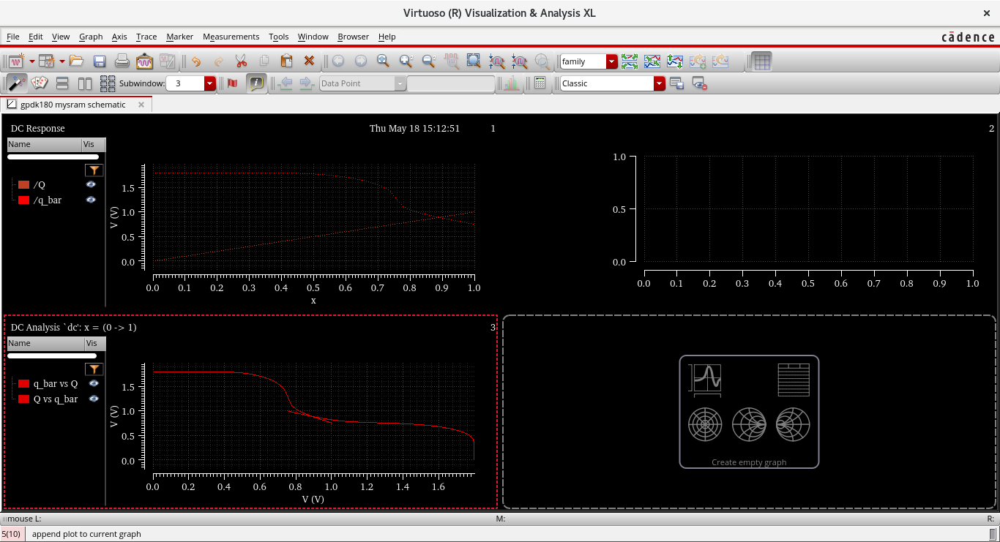 Virtuoso (R) Visualization & Analysis XL
File Edit View Graph Axis Trace Marker Measurements Tools Window Browser Help
cādence
family
Subwindow: 3
Data Point
Classic
gpdk180 mysram schematic
DC Response
Thu May 18 15:12:51
1
Name Vis
/Q
/q_bar
V (V)
1.5
1.0
0.5
0.0
0.0 0.1 0.2 0.3 0.4 0.5 0.6 0.7 0.8 0.9 1.0
x
2
1.0
0.5
0.0
0.0 0.1 0.2 0.3 0.4 0.5 0.6 0.7 0.8 0.9 1.0
DC Analysis `dc': x = (0 -> 1)
3
Name Vis
q_bar vs Q
Q vs q_bar
V (V)
1.5
1.0
0.5
0.0
0.0 0.2 0.4 0.6 0.8 1.0 1.2 1.4 1.6
V (V)
Create empty graph
mouse L: M: R:
5(10) append plot to current graph